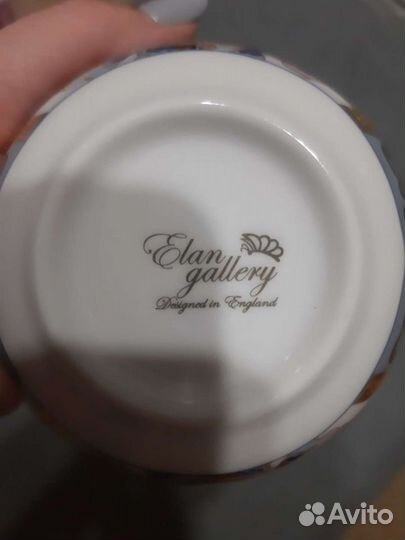 Elan
gallery
Designed in England
Avito